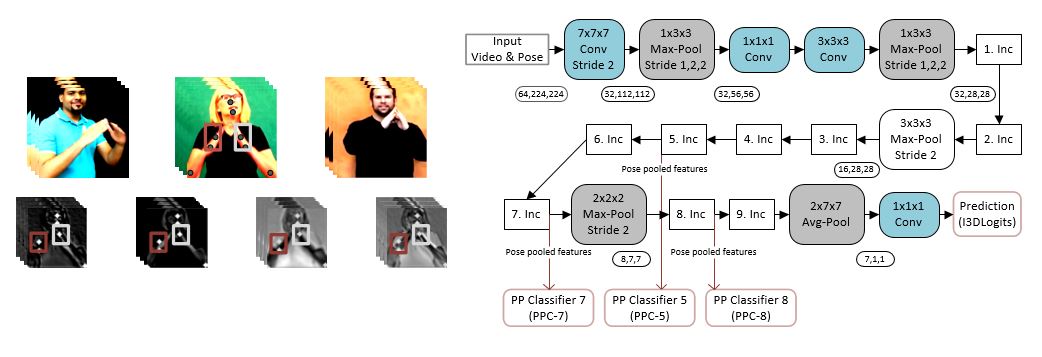 Input
Video & Pose
7x7x7
Conv
Stride 2
1x3x3
Max-Pool
Stride 1,2,2
1x1x1
Conv
3x3x3
Conv
1x3x3
Max-Pool
Stride 1,2,2
1. Inc
64,224,224
32,112,112
32,56,56
32,28,28
6. Inc
5. Inc
4. Inc
3. Inc
3x3x3
Max-Pool
Stride 2
2. Inc
Pose pooled features
16,28,28
7. Inc
2x2x2
Max-Pool
Stride 2
8. Inc
9. Inc
2x7x7
Avg-Pool
1x1x1
Conv
Prediction
(I3DLogits)
Pose pooled features
8,7,7
Pose pooled features
7,1,1
PP Classifier 7
(PPC-7)
PP Classifier 5
(PPC-5)
PP Classifier 8
(PPC-8)